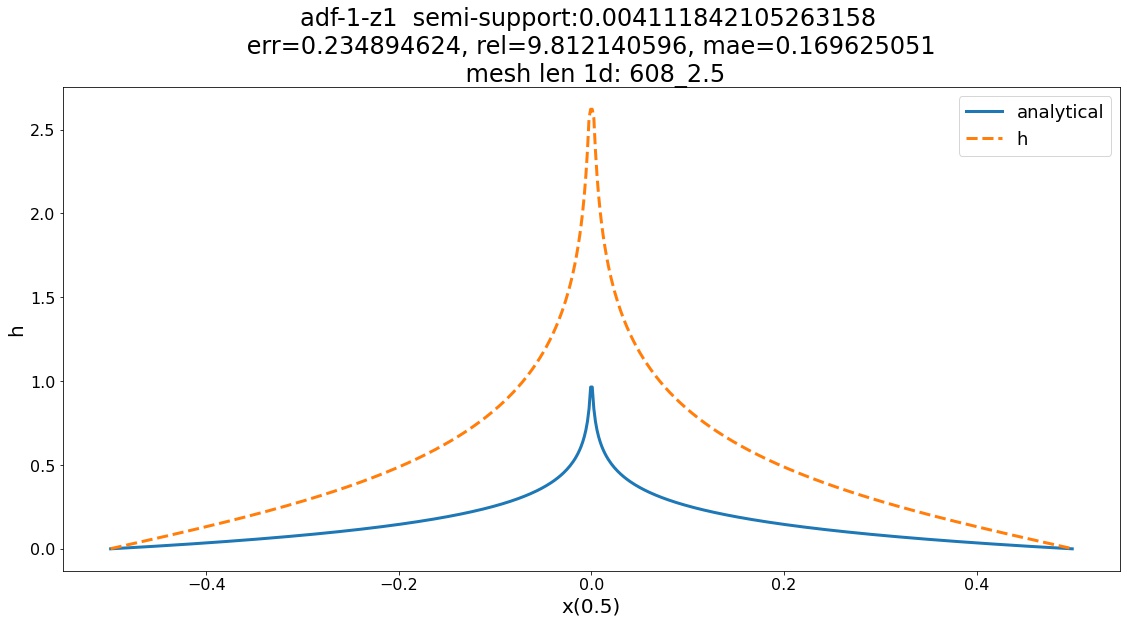 adf-1-z1  semi-support:0.0041111842105263158
err=0.234894624, rel=9.812140596, mae=0.169625051
mesh len 1d: 608_2.5
analytical
h
2.5
2.0
1.5
1.0
0.5
0.0
h
−0.4
−0.2
0.0
0.2
0.4
x(0.5)